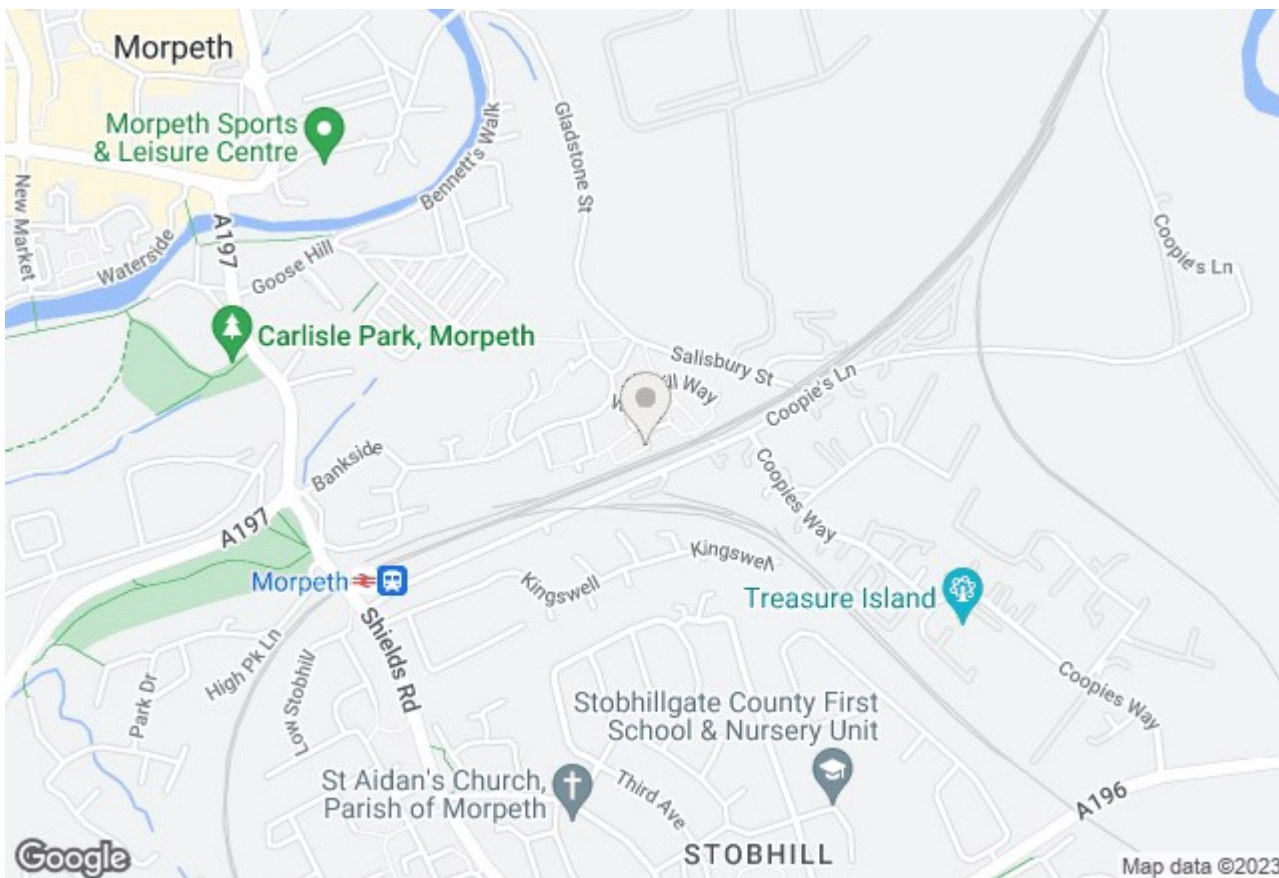 Morpeth
Morpeth Sports
& Leisure Centre
Bennett's Walk
Gladstone St
New Market
A197
Waterside
Goose Hill
Coopie's Ln
Carlisle Park, Morpeth
Salisbury St
Way
Coopie's Ln
Bankside
Coopies Way
A197
Kingswell
Morpeth
Kingswell
Treasure Island
Shields Rd
High Pk Ln
Low Stobhill
Park Dr
Coopies Way
Stobhillgate County First
School & Nursery Unit
St Aidan's Church,
Parish of Morpeth
Third Ave
A196
STOBHILL
Google
Map data ©2023